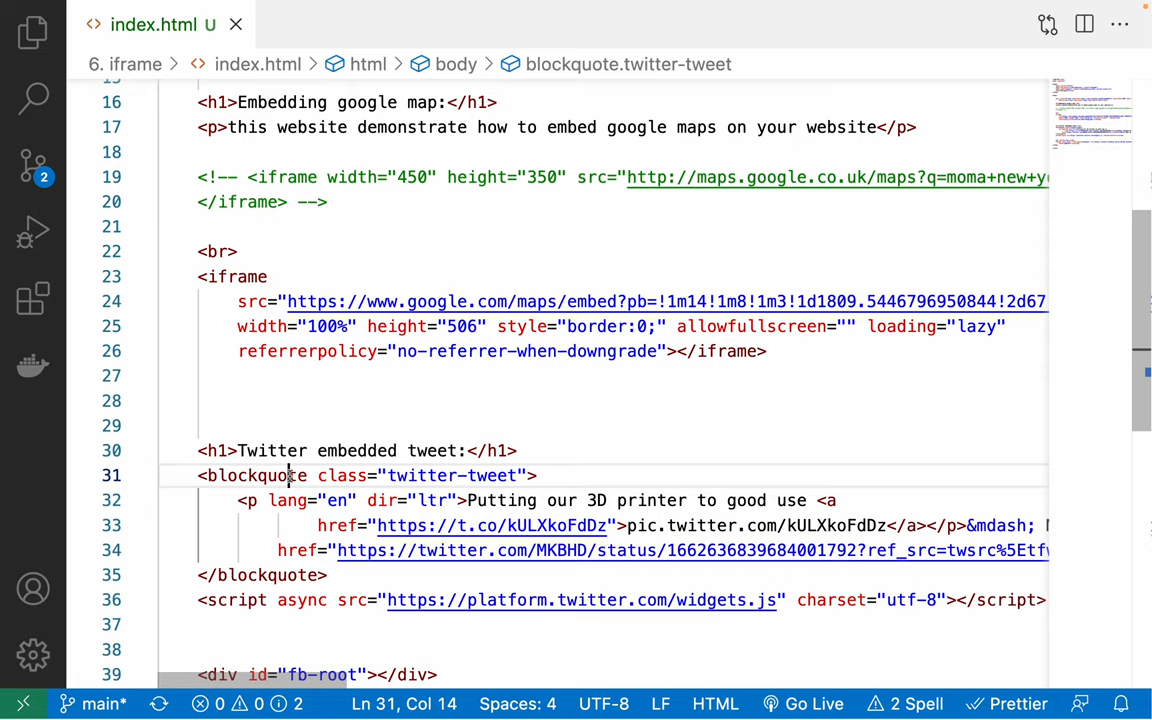 index.html U
6. iframe > index.html > html > body > blockquote.twitter-tweet
16 <h1>Embedding google map:</h1>
17 <p>this website demonstrate how to embed google maps on your website</p>
18
19 <!-- <iframe width="450" height="350" src="http://maps.google.co.uk/maps?q=moma+new+y
20 </iframe> -->
21
22 <br>
23 <iframe
24 src="https://www.google.com/maps/embed?pb=!1m14!1m8!1m3!1d1809.5446796950844!2d67
25 width="100%" height="506" style="border:0;" allowfullscreen="" loading="lazy"
26 referrerpolicy="no-referrer-when-downgrade"></iframe>
27
28
29
30 <h1>Twitter embedded tweet:</h1>
31 <blockquote class="twitter-tweet">
32 <p lang="en" dir="ltr">Putting our 3D printer to good use <a
33 href="https://t.co/kULXkoFdDz">pic.twitter.com/kULXkoFdDz</a></p>&mdash;
34 href="https://twitter.com/MKBHD/status/1662636839684001792?ref_src=twsrc%5Etfw
35 </blockquote>
36 <script async src="https://platform.twitter.com/widgets.js" charset="utf-8"></script>
37
38
39 <div id="fb-root"></div>
2
main* 0 0 2 Ln 31, Col 14 Spaces: 4 UTF-8 LF HTML Go Live 2 Spell Prettier